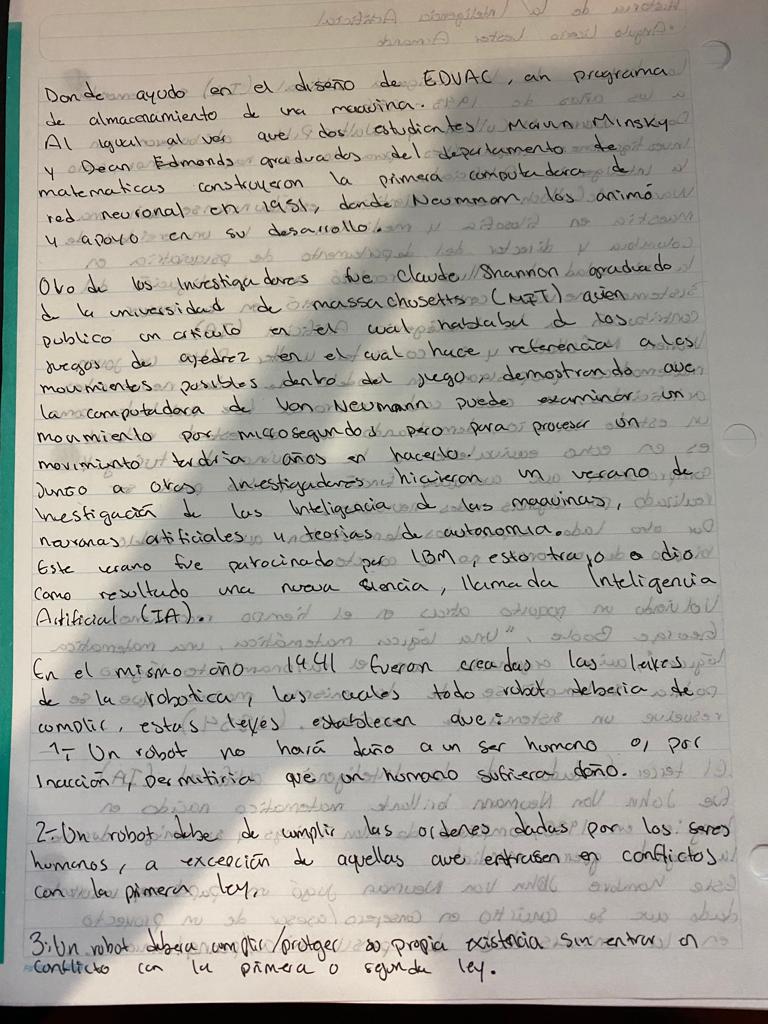 Donde ayudo en el diseño de EDVAC, an programa
de almacenamiento de una maquina.
Al igual al ver que dos estudiantes Marvn Minsky
y Dean Edmonds graduados del departamento de
matematicas construyeron la primera computadora de
red neuronal en 1951, donde Neumman los animó
y apoyo en su desarrollo.
Otro de los Investigadores fue Claude Shannon graduado
de la universidad de massachusetts (MIT) quien
publico un articulo en el cual hablaba d los
juegos de ajedrez en el cual hace referencia a los
movimientos posibles dentro del juego, demostrando que
la computadora de Von Neumann puede examinar un
movimiento por microsegundos pero para procesar un
movimiento tardaria años en hacerlo.
Junto a otros Investigadores hicieron un verano de
Investigación de las Inteligencia d las maquinas,
neuronas artificiales y teorias de autonomia.
Este verano fue patrocinado por IBM, esto trajo o dio
como resultado una nueva siencia, llamada Inteligencia
Artificial (IA).
En el mismo año 1941 fueron creadas las leyes
de la robotica, las cuales todo robot deberia de
cumplir, estas leyes establecen que:
1- Un robot no hará daño a un ser humano o, por
Inacción, permitiria que un humano sufriera daño.
2- Un robot debe de cumplir las ordenes dadas por los seres
humanos, a excepción de aquellas que entrasen en conflictos
con la primera ley.
3: Un robot debera cumplir/protger so propia existencia sin entrar en
conflicto con la primera o segunda ley.